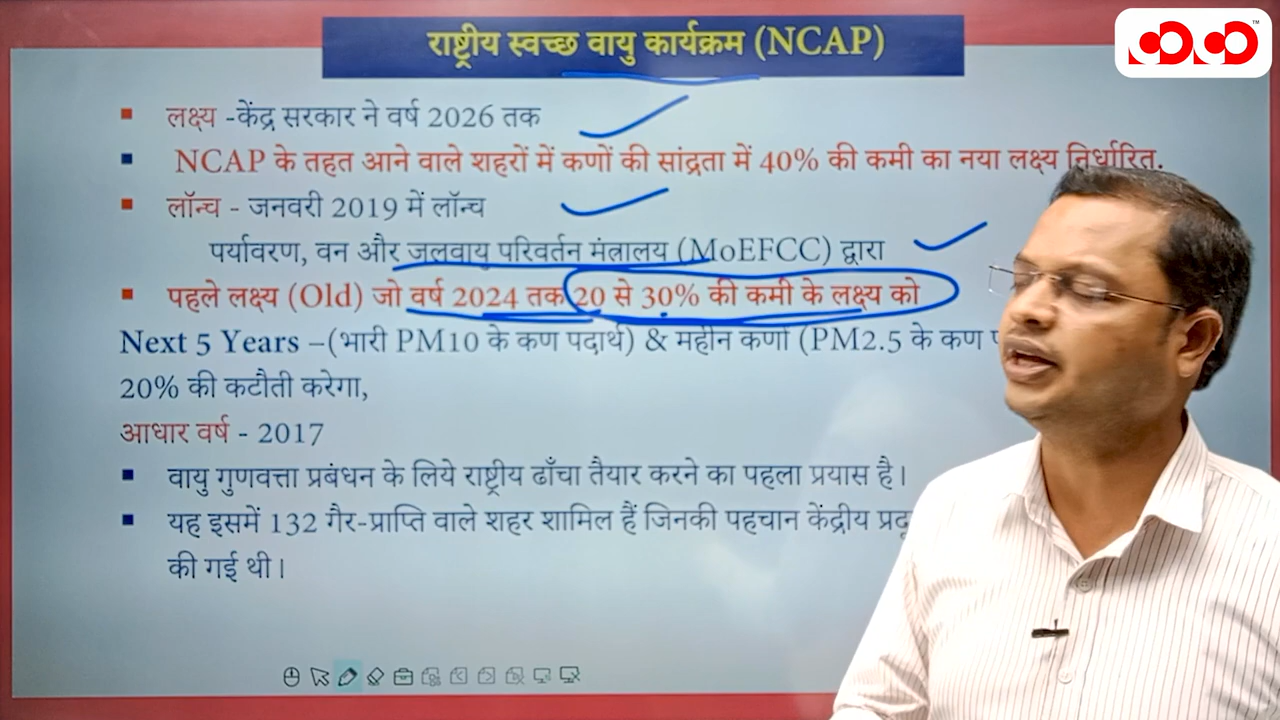 राष्ट्रीय स्वच्छ वायु कार्यक्रम (NCAP)
TM
लक्ष्य -केंद्र सरकार ने वर्ष 2026 तक
NCAP के तहत आने वाले शहरों में कणों की सांद्रता में 40% की कमी का नया लक्ष्य निर्धारित.
लॉन्च - जनवरी 2019 में लॉन्च
पर्यावरण, वन और जलवायु परिवर्तन मंत्रालय (MoEFCC) द्वारा
पहले लक्ष्य (Old) जो वर्ष 2024 तक 20 से 30% की कमी के लक्ष्य को
Next 5 Years –(भारी PM10 के कण पदार्थ) & महीन कणों (PM2.5 के कण
20% की कटौती करेगा,
आधार वर्ष - 2017
वायु गुणवत्ता प्रबंधन के लिये राष्ट्रीय ढाँचा तैयार करने का पहला प्रयास है।
यह इसमें 132 गैर-प्राप्ति वाले शहर शामिल हैं जिनकी पहचान केंद्रीय
की गई थी।